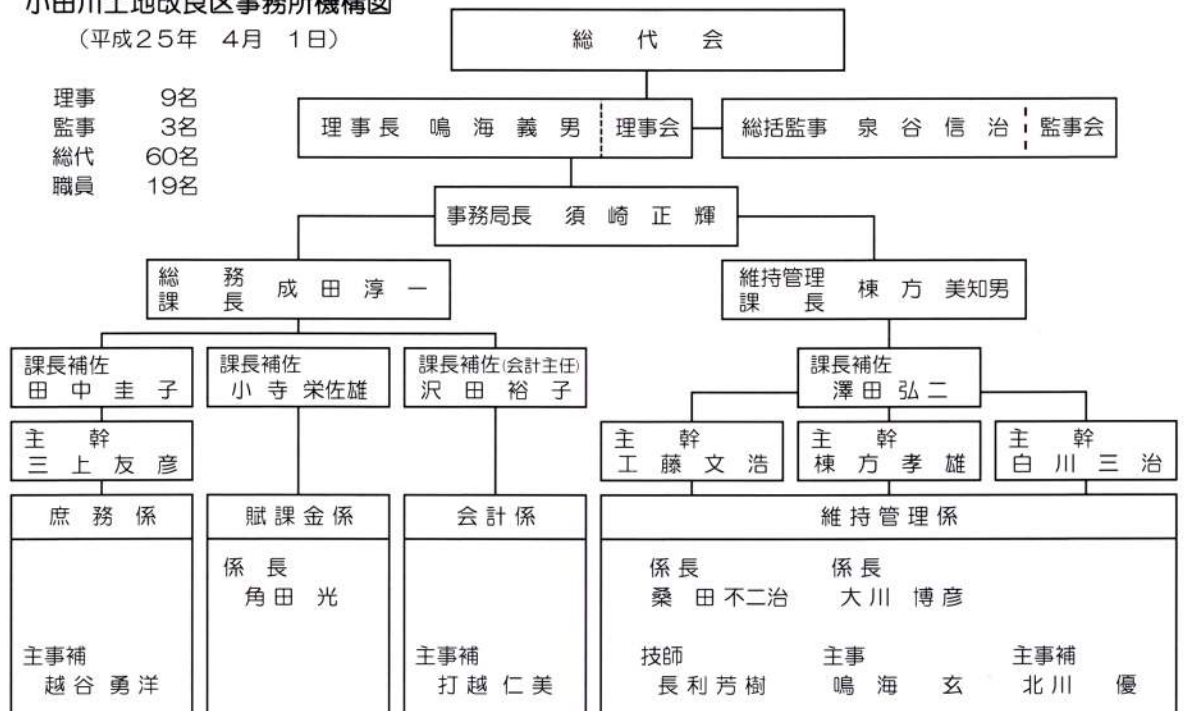 小田川土地改良区事務所機構図
（平成２５年　４月　１日）
総　代　会
理事　９名
監事　３名
総代　６０名
職員　１９名
理事長　鳴海義男　理事会
総括監事　泉谷信治　監事会
事務局長　須崎正輝
総務課長　成田淳一
維持管理課長　棟方美知男
課長補佐
田中圭子
課長補佐
小寺栄佐雄
課長補佐(会計主任)
沢田裕子
課長補佐
澤田弘二
主幹
三上友彦
主幹
工藤文浩
主幹
棟方孝雄
主幹
白川三治
庶務係
賦課金係
会計係
維持管理係
係長
角田光
係長
桑田不二治
係長
大川博彦
主事補
越谷勇洋
主事補
打越仁美
技師
長利芳樹
主事
鳴海玄
主事補
北川優